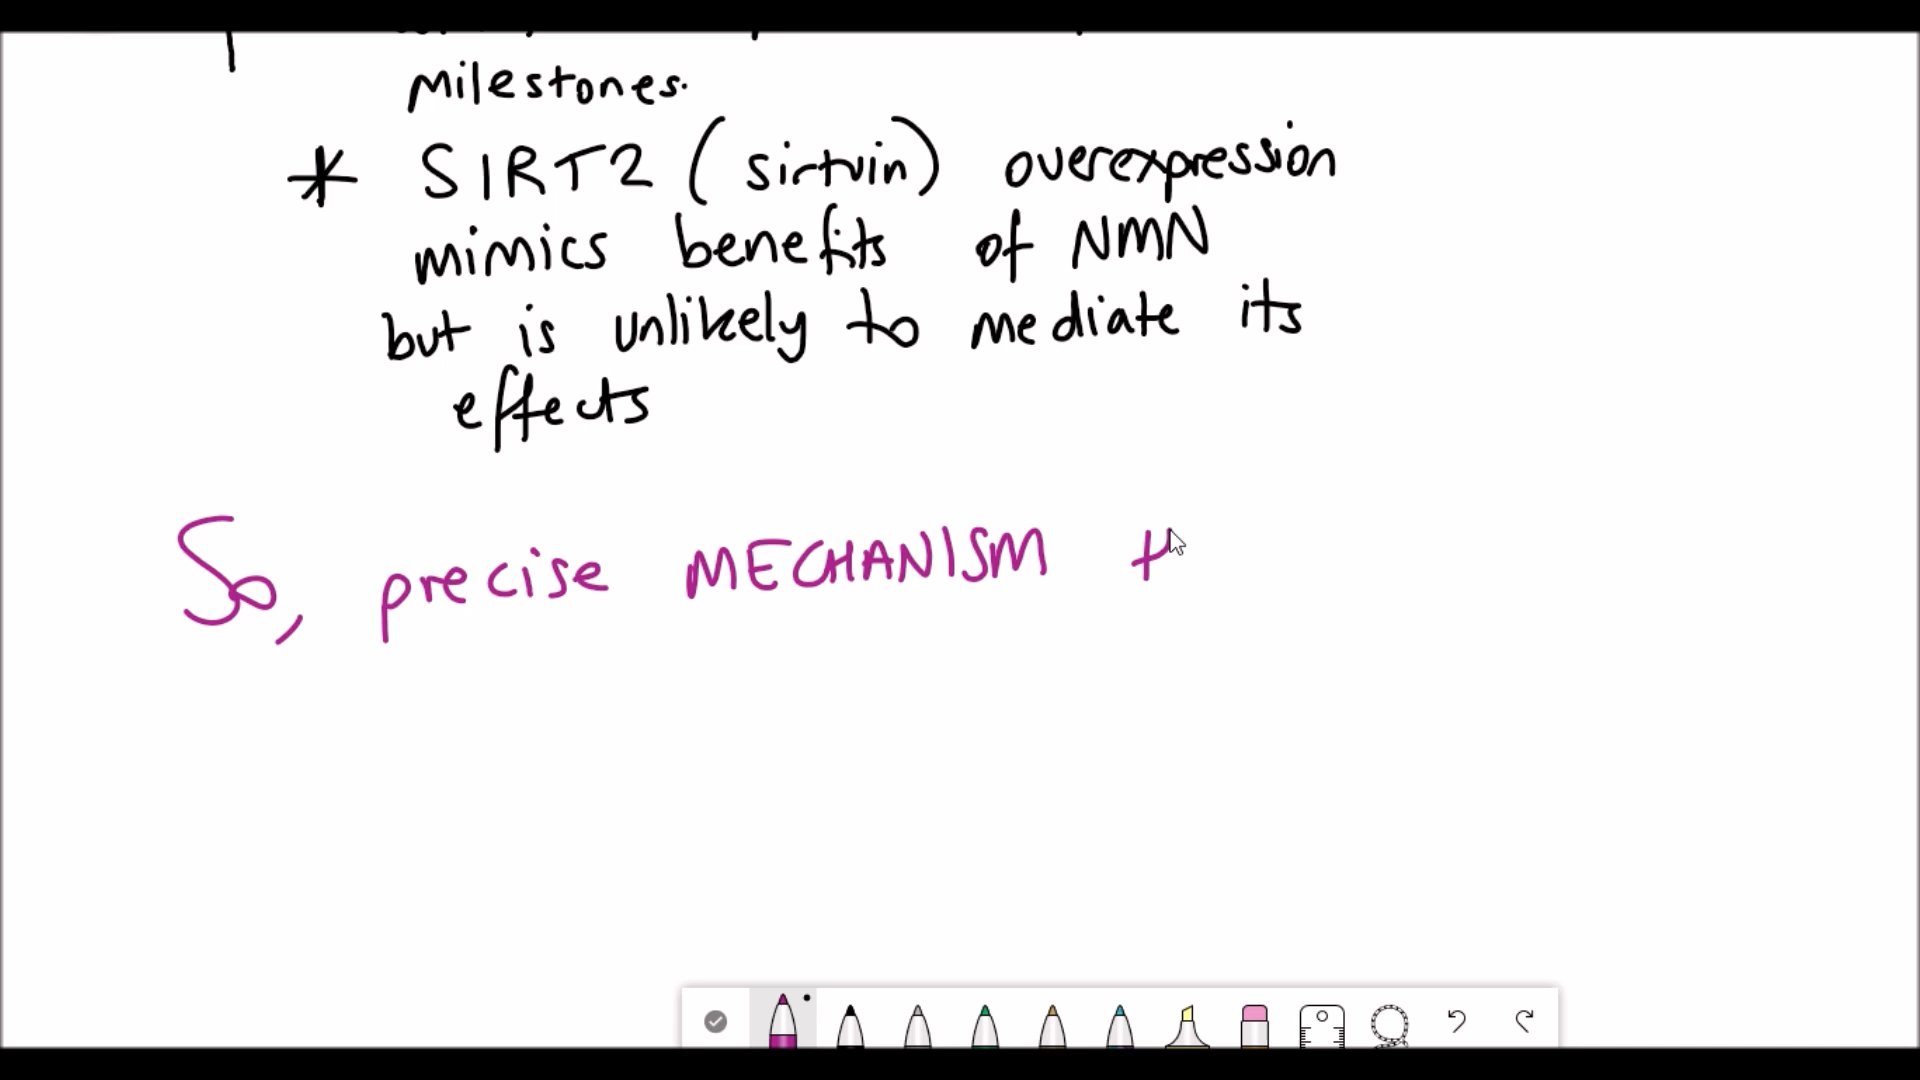 milestones.
* SIRT2 (sirtuin) overexpression
mimics benefits of NMN
but is unlikely to mediate its
effects
So, precise MECHANISM